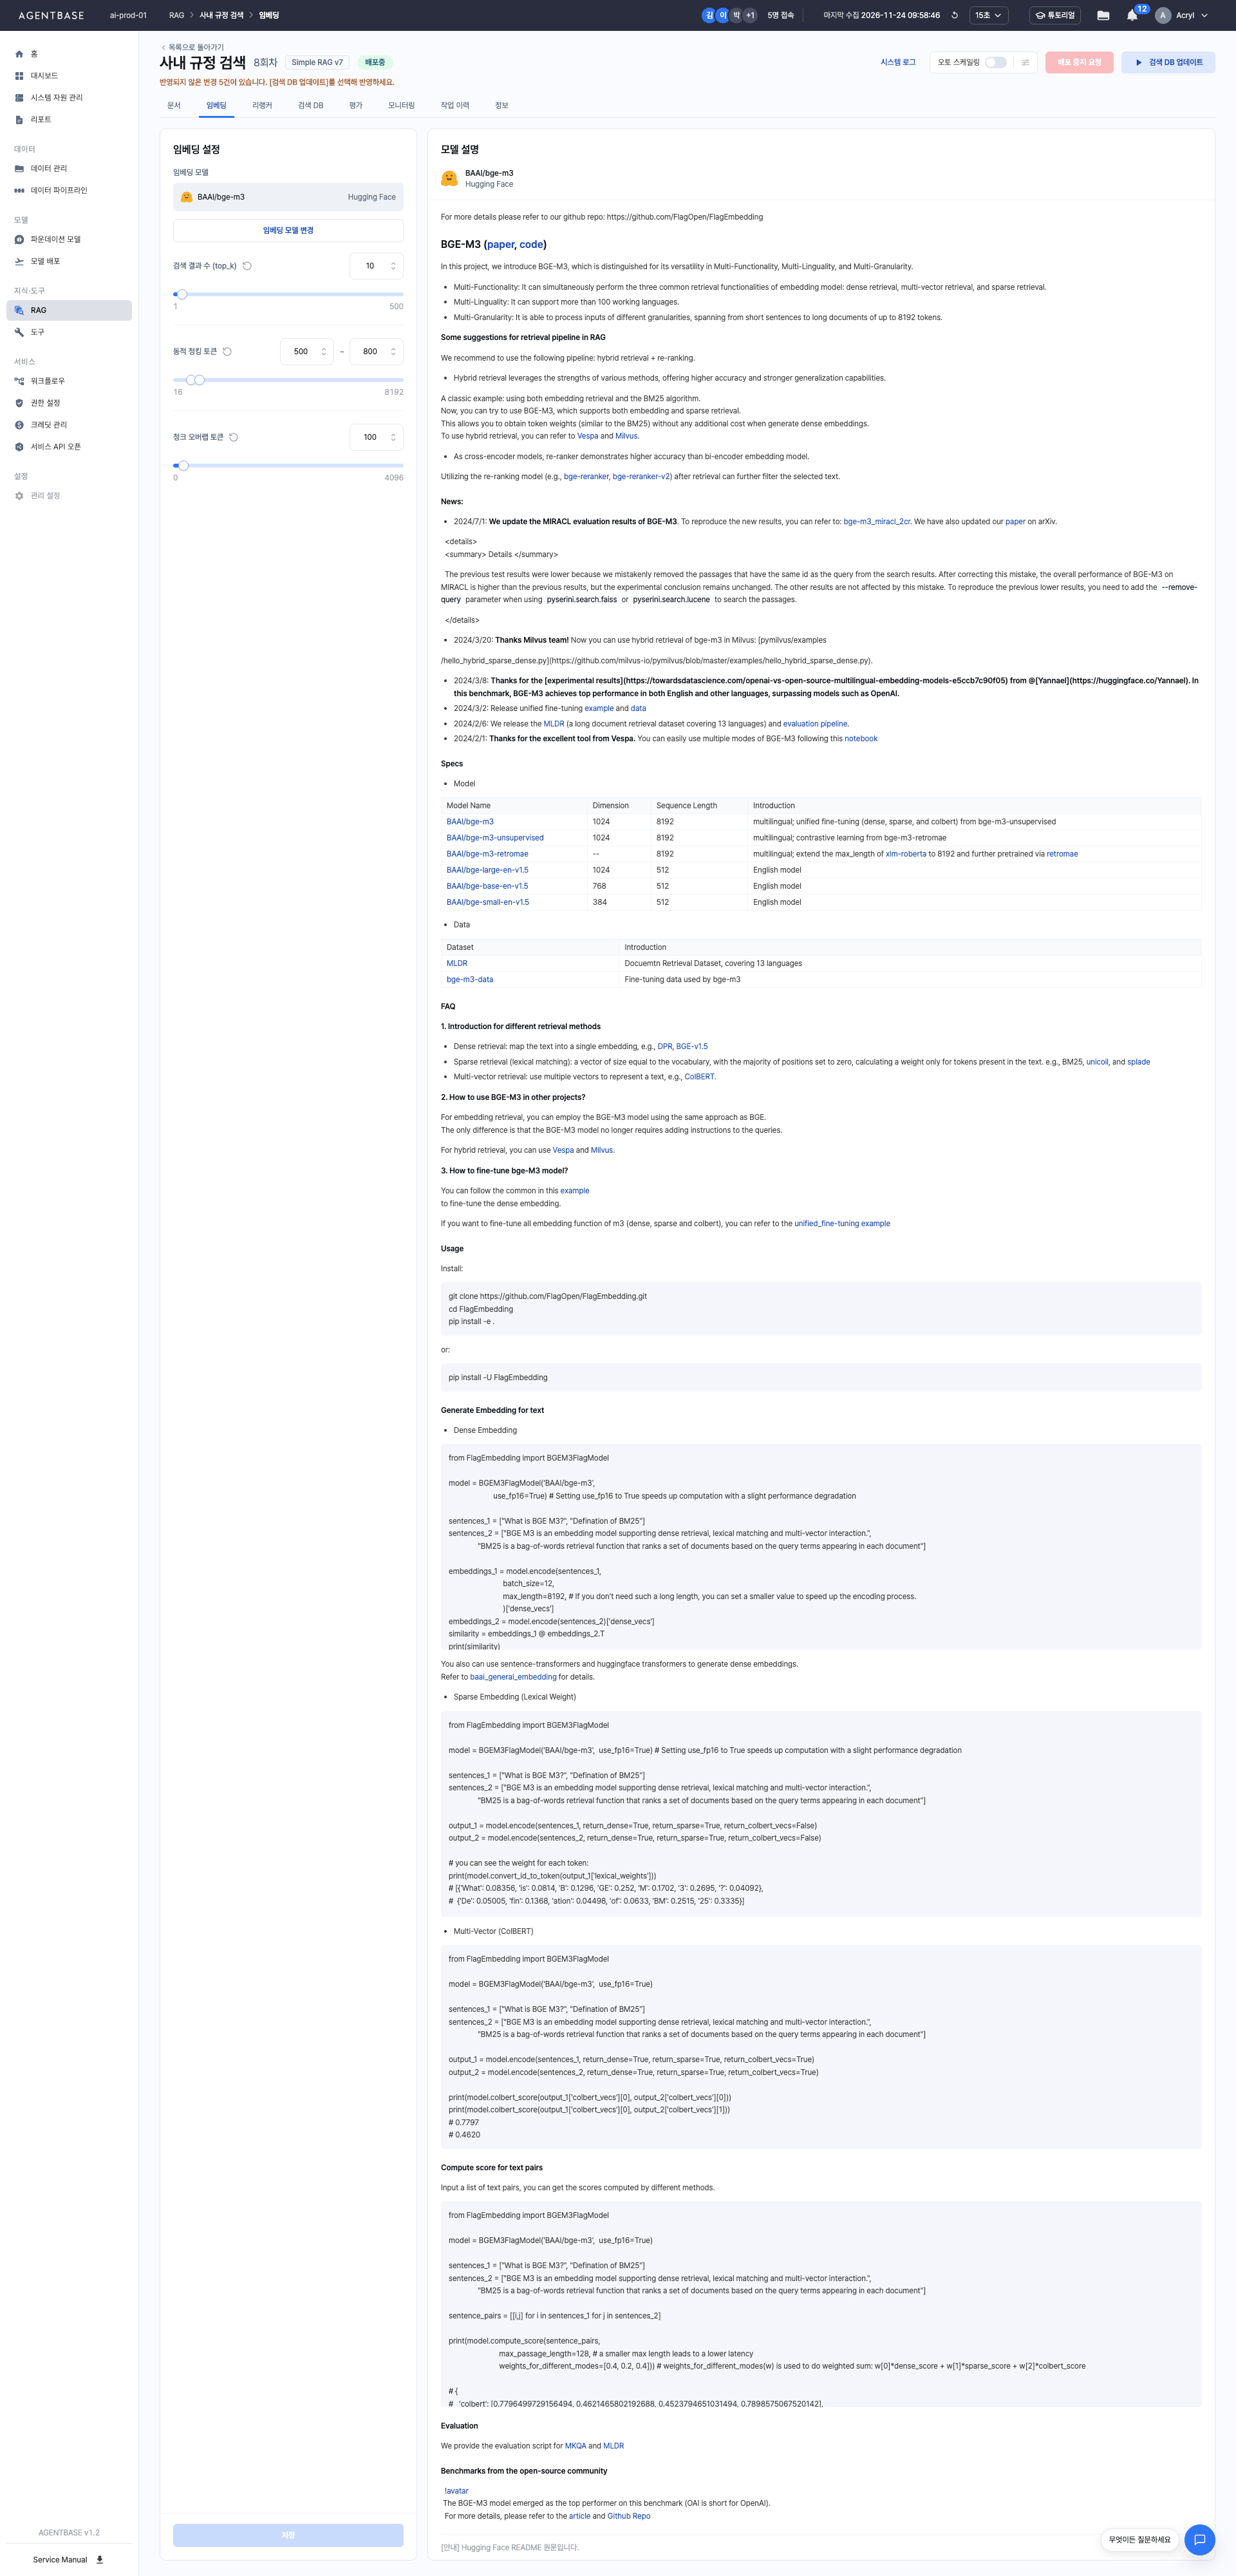 AGENTBASE
ai-prod-01
RAG > 사내 규정 검색 > 임베딩
김 이 박 +1 5명 접속
마지막 수집 2026-11-24 09:58:46
15초
튜토리얼
12
A Acryl
홈
대시보드
시스템 자원 관리
리포트
데이터
데이터 관리
데이터 파이프라인
모델
파운데이션 모델
모델 배포
지식·도구
RAG
도구
서비스
워크플로우
권한 설정
크레딧 관리
서비스 API 오픈
설정
관리 설정
AGENTBASE v1.2
Service Manual
목록으로 돌아가기
사내 규정 검색 8회차 Simple RAG v7 배포중
반영되지 않은 변경 5건이 있습니다. [검색 DB 업데이트]를 선택해 반영하세요.
시스템 로그
오토 스케일링
배포 중지 요청
검색 DB 업데이트
문서 임베딩 리랭커 검색 DB 평가 모니터링 작업 이력 정보
임베딩 설정
임베딩 모델
BAAI/bge-m3 Hugging Face
임베딩 모델 변경
검색 결과 수 (top_k) 10
1 500
동적 청킹 토큰 500 ~ 800
16 8192
청크 오버랩 토큰 100
0 4096
저장
모델 설명
BAAI/bge-m3
Hugging Face
For more details please refer to our github repo: https://github.com/FlagOpen/FlagEmbedding
BGE-M3 (paper, code)
In this project, we introduce BGE-M3, which is distinguished for its versatility in Multi-Functionality, Multi-Linguality, and Multi-Granularity.
• Multi-Functionality: It can simultaneously perform the three common retrieval functionalities of embedding model: dense retrieval, multi-vector retrieval, and sparse retrieval.
• Multi-Linguality: It can support more than 100 working languages.
• Multi-Granularity: It is able to process inputs of different granularities, spanning from short sentences to long documents of up to 8192 tokens.
Some suggestions for retrieval pipeline in RAG
We recommend to use the following pipeline: hybrid retrieval + re-ranking.
• Hybrid retrieval leverages the strengths of various methods, offering higher accuracy and stronger generalization capabilities.
A classic example: using both embedding retrieval and the BM25 algorithm.
Now, you can try to use BGE-M3, which supports both embedding and sparse retrieval.
This allows you to obtain token weights (similar to the BM25) without any additional cost when generate dense embeddings.
To use hybrid retrieval, you can refer to Vespa and Milvus.
• As cross-encoder models, re-ranker demonstrates higher accuracy than bi-encoder embedding model.
Utilizing the re-ranking model (e.g., bge-reranker, bge-reranker-v2) after retrieval can further filter the selected text.
News:
• 2024/7/1: We update the MIRACL evaluation results of BGE-M3. To reproduce the new results, you can refer to: bge-m3_miracl_2cr. We have also updated our paper on arXiv.
<details>
<summary> Details </summary>
The previous test results were lower because we mistakenly removed the passages that have the same id as the query from the search results. After correcting this mistake, the overall performance of BGE-M3 on
MIRACL is higher than the previous results, but the experimental conclusion remains unchanged. The other results are not affected by this mistake. To reproduce the previous lower results, you need to add the --remove-
query parameter when using pyserini.search.faiss or pyserini.search.lucene to search the passages.
</details>
• 2024/3/20: Thanks Milvus team! Now you can use hybrid retrieval of bge-m3 in Milvus: [pymilvus/examples
/hello_hybrid_sparse_dense.py](https://github.com/milvus-io/pymilvus/blob/master/examples/hello_hybrid_sparse_dense.py).
• 2024/3/8: Thanks for the [experimental results](https://towardsdatascience.com/openai-vs-open-source-multilingual-embedding-models-e5ccb7c90f05) from @[Yannael](https://huggingface.co/Yannael). In
this benchmark, BGE-M3 achieves top performance in both English and other languages, surpassing models such as OpenAI.
• 2024/3/2: Release unified fine-tuning example and data
• 2024/2/6: We release the MLDR (a long document retrieval dataset covering 13 languages) and evaluation pipeline.
• 2024/2/1: Thanks for the excellent tool from Vespa. You can easily use multiple modes of BGE-M3 following this notebook
Specs
• Model
Model Name Dimension Sequence Length Introduction
BAAI/bge-m3 1024 8192 multilingual; unified fine-tuning (dense, sparse, and colbert) from bge-m3-unsupervised
BAAI/bge-m3-unsupervised 1024 8192 multilingual; contrastive learning from bge-m3-retromae
BAAI/bge-m3-retromae -- 8192 multilingual; extend the max_length of xlm-roberta to 8192 and further pretrained via retromae
BAAI/bge-large-en-v1.5 1024 512 English model
BAAI/bge-base-en-v1.5 768 512 English model
BAAI/bge-small-en-v1.5 384 512 English model
• Data
Dataset Introduction
MLDR Docuemtn Retrieval Dataset, covering 13 languages
bge-m3-data Fine-tuning data used by bge-m3
FAQ
1. Introduction for different retrieval methods
• Dense retrieval: map the text into a single embedding, e.g., DPR, BGE-v1.5
• Sparse retrieval (lexical matching): a vector of size equal to the vocabulary, with the majority of positions set to zero, calculating a weight only for tokens present in the text. e.g., BM25, unicoil, and splade
• Multi-vector retrieval: use multiple vectors to represent a text, e.g., ColBERT.
2. How to use BGE-M3 in other projects?
For embedding retrieval, you can employ the BGE-M3 model using the same approach as BGE.
The only difference is that the BGE-M3 model no longer requires adding instructions to the queries.
For hybrid retrieval, you can use Vespa and Milvus.
3. How to fine-tune bge-M3 model?
You can follow the common in this example
to fine-tune the dense embedding.
If you want to fine-tune all embedding function of m3 (dense, sparse and colbert), you can refer to the unified_fine-tuning example
Usage
Install:
git clone https://github.com/FlagOpen/FlagEmbedding.git
cd FlagEmbedding
pip install -e .
or:
pip install -U FlagEmbedding
Generate Embedding for text
• Dense Embedding
from FlagEmbedding import BGEM3FlagModel
model = BGEM3FlagModel('BAAI/bge-m3',
use_fp16=True) # Setting use_fp16 to True speeds up computation with a slight performance degradation
sentences_1 = ["What is BGE M3?", "Defination of BM25"]
sentences_2 = ["BGE M3 is an embedding model supporting dense retrieval, lexical matching and multi-vector interaction.",
"BM25 is a bag-of-words retrieval function that ranks a set of documents based on the query terms appearing in each document"]
embeddings_1 = model.encode(sentences_1,
batch_size=12,
max_length=8192, # If you don't need such a long length, you can set a smaller value to speed up the encoding process.
)['dense_vecs']
embeddings_2 = model.encode(sentences_2)['dense_vecs']
similarity = embeddings_1 @ embeddings_2.T
print(similarity)
You also can use sentence-transformers and huggingface transformers to generate dense embeddings.
Refer to baai_general_embedding for details.
• Sparse Embedding (Lexical Weight)
from FlagEmbedding import BGEM3FlagModel
model = BGEM3FlagModel('BAAI/bge-m3', use_fp16=True) # Setting use_fp16 to True speeds up computation with a slight performance degradation
sentences_1 = ["What is BGE M3?", "Defination of BM25"]
sentences_2 = ["BGE M3 is an embedding model supporting dense retrieval, lexical matching and multi-vector interaction.",
"BM25 is a bag-of-words retrieval function that ranks a set of documents based on the query terms appearing in each document"]
output_1 = model.encode(sentences_1, return_dense=True, return_sparse=True, return_colbert_vecs=False)
output_2 = model.encode(sentences_2, return_dense=True, return_sparse=True, return_colbert_vecs=False)
# you can see the weight for each token:
print(model.convert_id_to_token(output_1['lexical_weights']))
# [{'What': 0.08356, 'is': 0.0814, 'B': 0.1296, 'GE': 0.252, 'M': 0.1702, '3': 0.2695, '?': 0.04092},
# {'De': 0.05005, 'fin': 0.1368, 'ation': 0.04498, 'of': 0.0633, 'BM': 0.2515, '25': 0.3335}]
• Multi-Vector (ColBERT)
from FlagEmbedding import BGEM3FlagModel
model = BGEM3FlagModel('BAAI/bge-m3', use_fp16=True)
sentences_1 = ["What is BGE M3?", "Defination of BM25"]
sentences_2 = ["BGE M3 is an embedding model supporting dense retrieval, lexical matching and multi-vector interaction.",
"BM25 is a bag-of-words retrieval function that ranks a set of documents based on the query terms appearing in each document"]
output_1 = model.encode(sentences_1, return_dense=True, return_sparse=True, return_colbert_vecs=True)
output_2 = model.encode(sentences_2, return_dense=True, return_sparse=True, return_colbert_vecs=True)
print(model.colbert_score(output_1['colbert_vecs'][0], output_2['colbert_vecs'][0]))
print(model.colbert_score(output_1['colbert_vecs'][0], output_2['colbert_vecs'][1]))
# 0.7797
# 0.4620
Compute score for text pairs
Input a list of text pairs, you can get the scores computed by different methods.
from FlagEmbedding import BGEM3FlagModel
model = BGEM3FlagModel('BAAI/bge-m3', use_fp16=True)
sentences_1 = ["What is BGE M3?", "Defination of BM25"]
sentences_2 = ["BGE M3 is an embedding model supporting dense retrieval, lexical matching and multi-vector interaction.",
"BM25 is a bag-of-words retrieval function that ranks a set of documents based on the query terms appearing in each document"]
sentence_pairs = [[i,j] for i in sentences_1 for j in sentences_2]
print(model.compute_score(sentence_pairs,
max_passage_length=128, # a smaller max length leads to a lower latency
weights_for_different_modes=[0.4, 0.2, 0.4])) # weights_for_different_modes(w) is used to do weighted sum: w[0]*dense_score + w[1]*sparse_score + w[2]*colbert_score
# {
# 'colbert': [0.7796499729156494, 0.4621465802192688, 0.4523794651031494, 0.7898575067520142],
Evaluation
We provide the evaluation script for MKQA and MLDR
Benchmarks from the open-source community
!avatar
The BGE-M3 model emerged as the top performer on this benchmark (OAI is short for OpenAI).
For more details, please refer to the article and Github Repo
[안내] Hugging Face README 원문입니다.
무엇이든 질문하세요